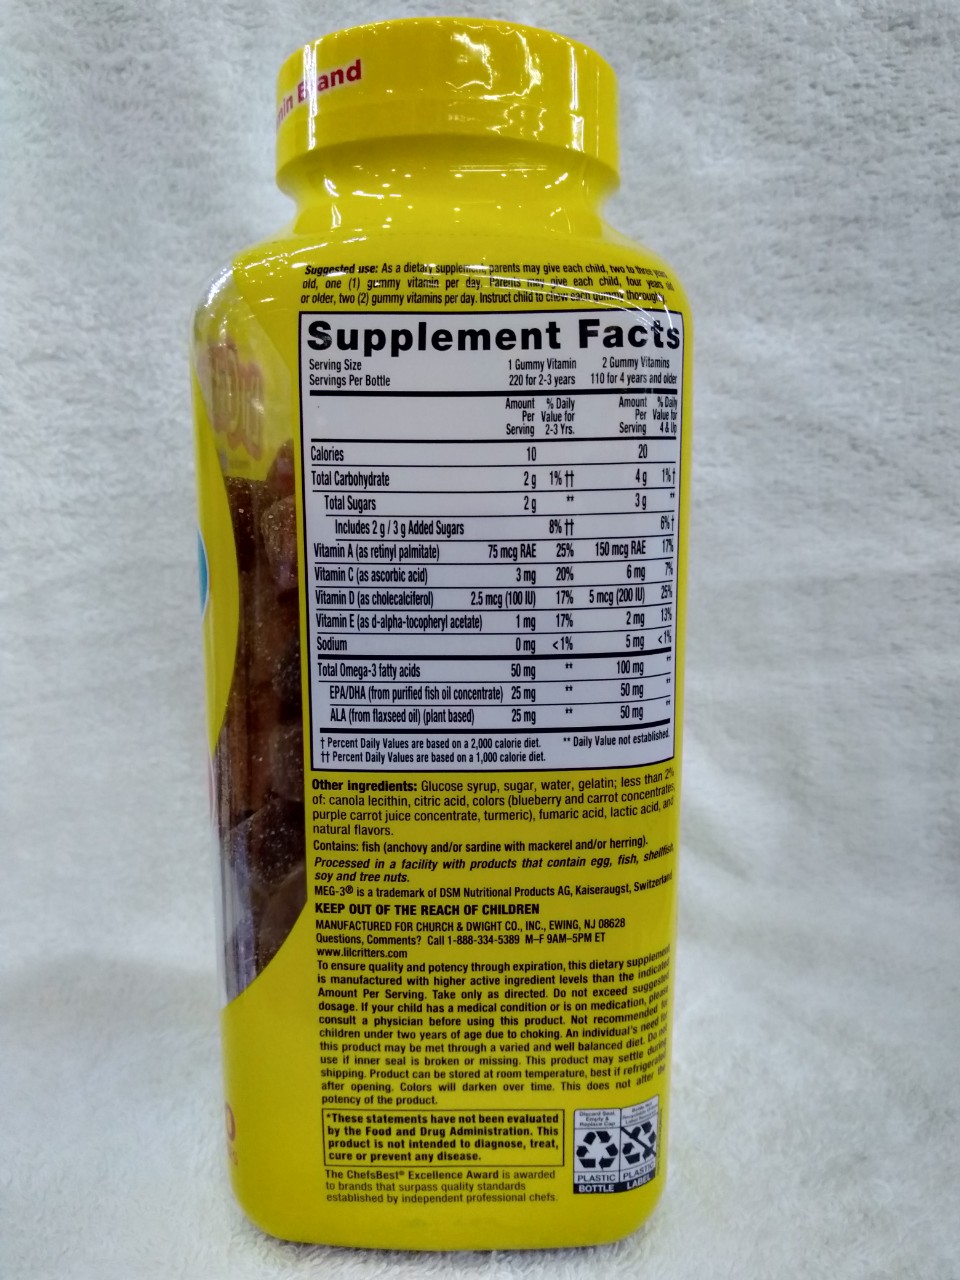 Brand
Suggested use: As a dietary supplement, parents may give each child, two to three years
old, one (1) gummy vitamin per day. Parents may give each child, four years old
or older, two (2) gummy vitamins per day. Instruct child to chew each gummy thoroughly.
Supplement Facts
Serving Size 1 Gummy Vitamin 2 Gummy Vitamins
Servings Per Bottle 220 for 2-3 years 110 for 4 years and older
Amount % Daily Amount % Daily
Per Value for Per Value for
Serving 2-3 Yrs. Serving 4 & Up
Calories 10 20
Total Carbohydrate 2 g 1% †† 4 g 1% †
Total Sugars 2 g ** 3 g **
Includes 2 g / 3 g Added Sugars 8% †† 6% †
Vitamin A (as retinyl palmitate) 75 mcg RAE 25% 150 mcg RAE 17%
Vitamin C (as ascorbic acid) 3 mg 20% 6 mg 7%
Vitamin D (as cholecalciferol) 2.5 mcg (100 IU) 17% 5 mcg (200 IU) 25%
Vitamin E (as d-alpha-tocopheryl acetate) 1 mg 17% 2 mg 13%
Sodium 0 mg <1% 5 mg <1%
Total Omega-3 fatty acids 50 mg ** 100 mg **
EPA/DHA (from purified fish oil concentrate) 25 mg ** 50 mg **
ALA (from flaxseed oil) (plant based) 25 mg ** 50 mg **
† Percent Daily Values are based on a 2,000 calorie diet. ** Daily Value not established.
†† Percent Daily Values are based on a 1,000 calorie diet.
Other ingredients: Glucose syrup, sugar, water, gelatin; less than 2%
of: canola lecithin, citric acid, colors (blueberry and carrot concentrates,
purple carrot juice concentrate, turmeric), fumaric acid, lactic acid, and
natural flavors.
Contains: fish (anchovy and/or sardine with mackerel and/or herring).
Processed in a facility with products that contain egg, fish, shellfish,
soy and tree nuts.
MEG-3® is a trademark of DSM Nutritional Products AG, Kaiseraugst, Switzerland
KEEP OUT OF THE REACH OF CHILDREN
MANUFACTURED FOR CHURCH & DWIGHT CO., INC., EWING, NJ 08628
Questions, Comments? Call 1-888-334-5389 M–F 9AM–5PM ET
www.lilcritters.com
To ensure quality and potency through expiration, this dietary supplement
is manufactured with higher active ingredient levels than the indicated
Amount Per Serving. Take only as directed. Do not exceed suggested
dosage. If your child has a medical condition or is on medication, please
consult a physician before using this product. Not recommended for
children under two years of age due to choking. An individual's need for
this product may be met through a varied and well balanced diet. Do not
use if inner seal is broken or missing. This product may settle during
shipping. Product can be stored at room temperature, best if refrigerated
after opening. Colors will darken over time. This does not alter the
potency of the product.
*These statements have not been evaluated
by the Food and Drug Administration. This
product is not intended to diagnose, treat,
cure or prevent any disease.
Discard Seal,
Empty &
Replace Cap
PLASTIC PLASTIC
BOTTLE LABEL
The ChefsBest® Excellence Award is awarded
to brands that surpass quality standards
established by independent professional chefs.